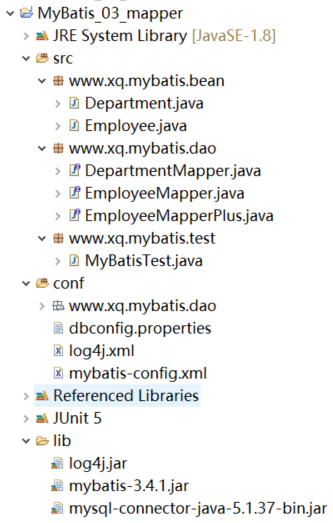 MyBatis_03_mapper
JRE System Library [JavaSE-1.8]
src
www.xq.mybatis.bean
Department.java
Employee.java
www.xq.mybatis.dao
DepartmentMapper.java
EmployeeMapper.java
EmployeeMapperPlus.java
www.xq.mybatis.test
MyBatisTest.java
conf
www.xq.mybatis.dao
dbconfig.properties
log4j.xml
mybatis-config.xml
Referenced Libraries
JUnit 5
lib
log4j.jar
mybatis-3.4.1.jar
mysql-connector-java-5.1.37-bin.jar